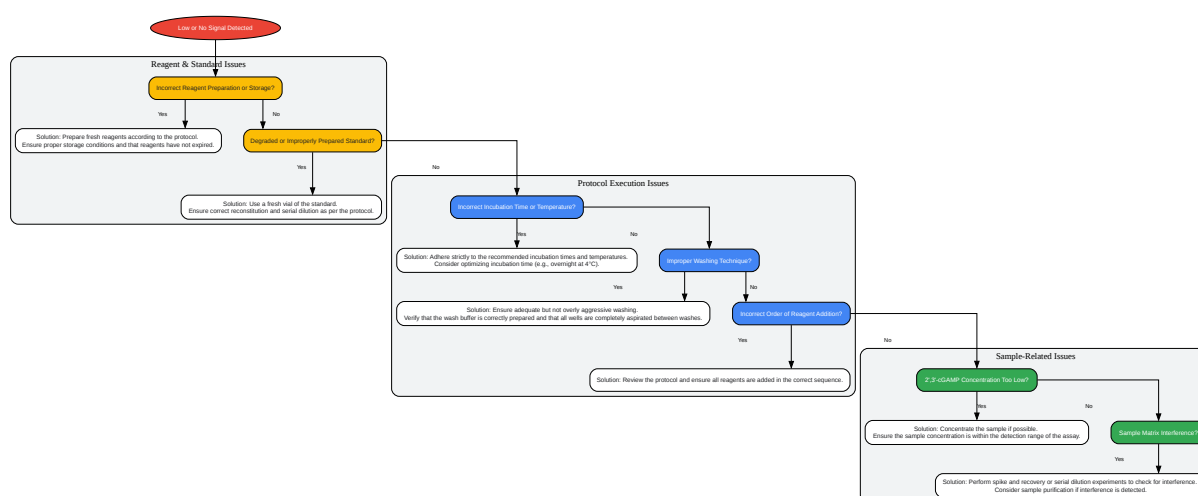 Low or No Signal Detected
Reagent & Standard Issues
Incorrect Reagent Preparation or Storage?
Yes
No
Solution: Prepare fresh reagents according to the protocol.
Ensure proper storage conditions and that reagents have not expired.
Degraded or Improperly Prepared Standard?
Yes
No
Solution: Use a fresh vial of the standard.
Ensure correct reconstitution and serial dilution as per the protocol.
Protocol Execution Issues
Incorrect Incubation Time or Temperature?
Yes
No
Solution: Adhere strictly to the recommended incubation times and temperatures.
Consider optimizing incubation time (e.g., overnight at 4°C).
Improper Washing Technique?
Yes
No
Solution: Ensure adequate but not overly aggressive washing.
Verify that the wash buffer is correctly prepared and that all wells are completely aspirated between washes.
Incorrect Order of Reagent Addition?
Yes
No
Solution: Review the protocol and ensure all reagents are added in the correct sequence.
Sample-Related Issues
2',3'-cGAMP Concentration Too Low?
Yes
No
Solution: Concentrate the sample if possible.
Ensure the sample concentration is within the detection range of the assay.
Sample Matrix Interference?
Yes
Solution: Perform spike and recovery or serial dilution experiments to check for interference.
Consider sample purification if interference is detected.